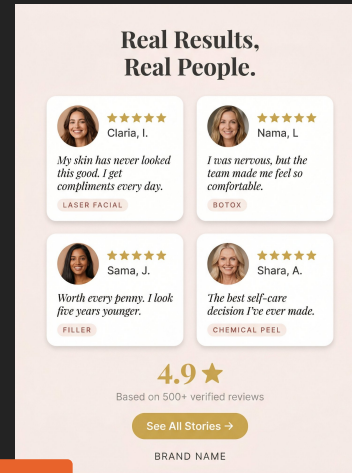 Real Results,
Real People.
Claria, I.
My skin has never looked
this good. I get
compliments every day.
LASER FACIAL
Nama, L
I was nervous, but the
team made me feel so
comfortable.
BOTOX
Sama, J.
Worth every penny. I look
five years younger.
FILLER
Shara, A.
The best self-care
decision I've ever made.
CHEMICAL PEEL
4.9
Based on 500+ verified reviews
See All Stories →
BRAND NAME